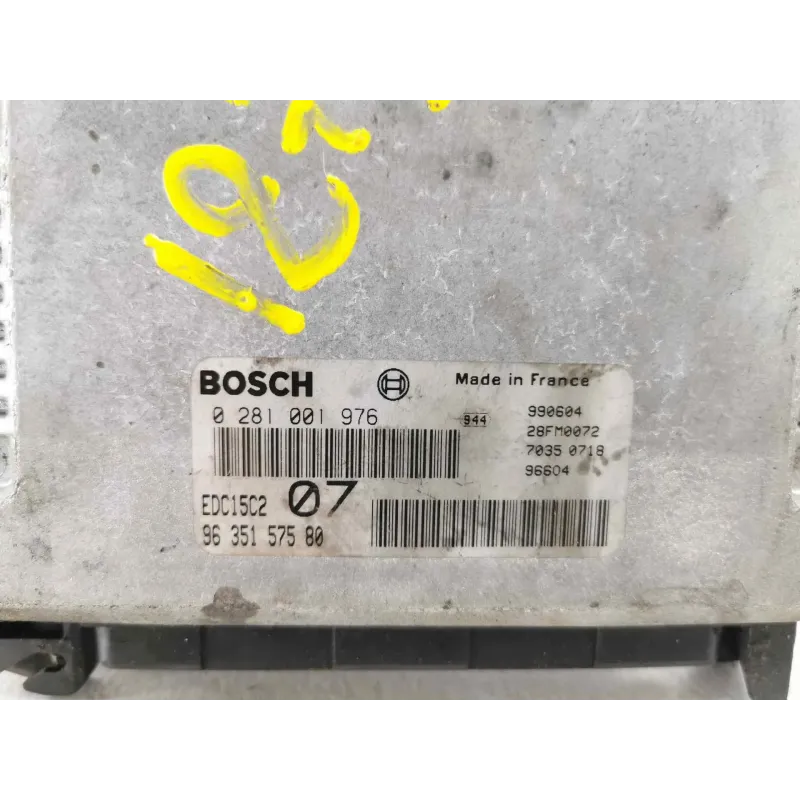 BOSCH Made in France
0 281 001 976 944 990604
28FM0072
7035 0718
96604
EDC15C2 07
96 351 575 80